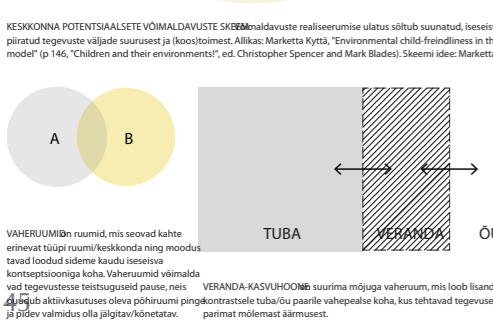 KESKKONNA POTENTSIAALSETE VÕIMALDAVUSTE SKEEM Võimaldavuste realiseerumise ulatus sõltub suunatud, iseseisv
piiratud tegevuste väljade suurusest ja (koos)toimest. Allikas: Marketta Kyttä, "Environmental child-freindliness in th
model" (p 146, "Children and their environments!", ed. Christopher Spencer and Mark Blades). Skeemi idee: Marketta
A
B
TUBA
VERANDA
ÕU
VAHERUUMID on ruumid, mis seovad kahte
erinevat tüüpi ruumi/keskkonda ning moodus
tavad loodud sideme kaudu iseseisva
kontseptsiooniga koha. Vaheruumid võimalda
vad tegevustesse teistsuguseid pause, neis
puudub aktiivkasutuses oleva põhiruumi pinge
ja pidev valmidus olla jälgitav/kõnetatav.
VERANDA-KASVUHOONE on suurima mõjuga vaheruum, mis loob lisand
kontrastsele tuba/õu paarile vahepealse koha, kus tehtavad tegevuse
parimat mõlemast äärmusest.
45